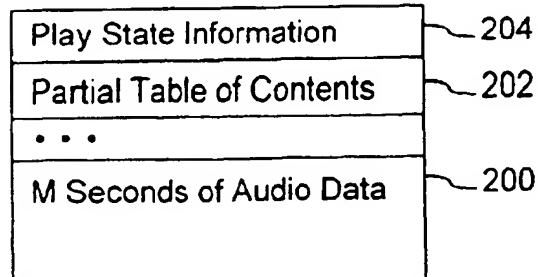 Play State Information 204
Partial Table of Contents 202
• • •
M Seconds of Audio Data 200